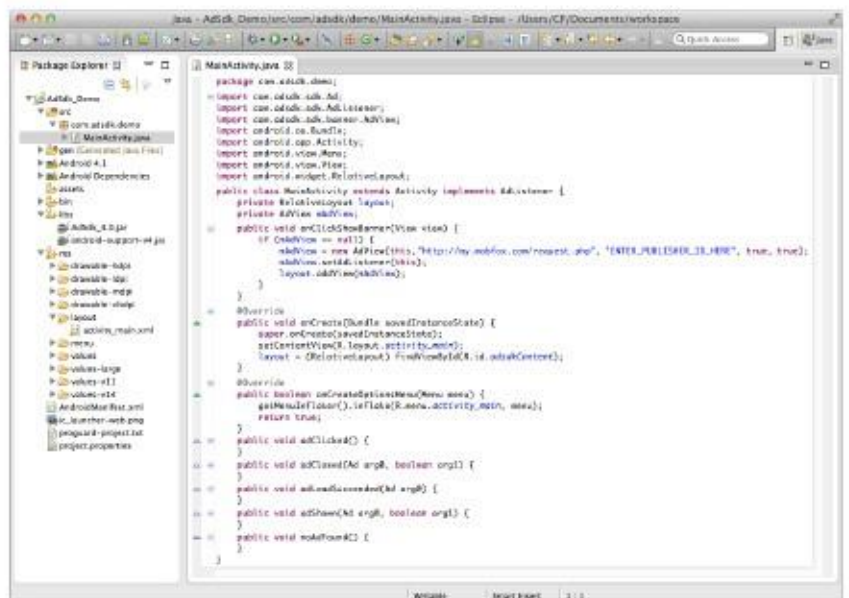 Java - AdSdk_Demo/src/com/adsdk/demo/MainActivity.java - Eclipse - /Users/CF/Documents/workspace
Quick Access
Java
Package Explorer
AdSdk_Demo
src
com.adsdk.demo
MainActivity.java
gen [Generated Java Files]
Android 4.1
Android Dependencies
assets
bin
libs
AdSdk_4.0.jar
android-support-v4.jar
res
drawable-hdpi
drawable-ldpi
drawable-mdpi
drawable-xhdpi
layout
activity_main.xml
menu
values
values-large
values-v11
values-v14
AndroidManifest.xml
ic_launcher-web.png
proguard-project.txt
project.properties
MainActivity.java
package com.adsdk.demo;
import com.adsdk.sdk.Ad;
import com.adsdk.sdk.AdListener;
import com.adsdk.sdk.banner.AdView;
import android.os.Bundle;
import android.app.Activity;
import android.view.Menu;
import android.view.View;
import android.widget.RelativeLayout;
public class MainActivity extends Activity implements AdListener {
private RelativeLayout layout;
private AdView mAdView;
public void onClickShowBanner(View view) {
if (mAdView == null) {
mAdView = new AdView(this,"http://my.mobfox.com/request.php", "ENTER_PUBLISHER_ID_HERE", true, true);
mAdView.setAdListener(this);
layout.addView(mAdView);
}
}
@Override
public void onCreate(Bundle savedInstanceState) {
super.onCreate(savedInstanceState);
setContentView(R.layout.activity_main);
layout = (RelativeLayout) findViewById(R.id.adsdkContent);
}
@Override
public boolean onCreateOptionsMenu(Menu menu) {
getMenuInflater().inflate(R.menu.activity_main, menu);
return true;
}
public void adClicked() {
}
public void adClosed(Ad arg0, boolean arg1) {
}
public void adLoadSucceeded(Ad arg0) {
}
public void adShown(Ad arg0, boolean arg1) {
}
public void noAdFound() {
}
}
Writable
Smart Insert
1 : 1